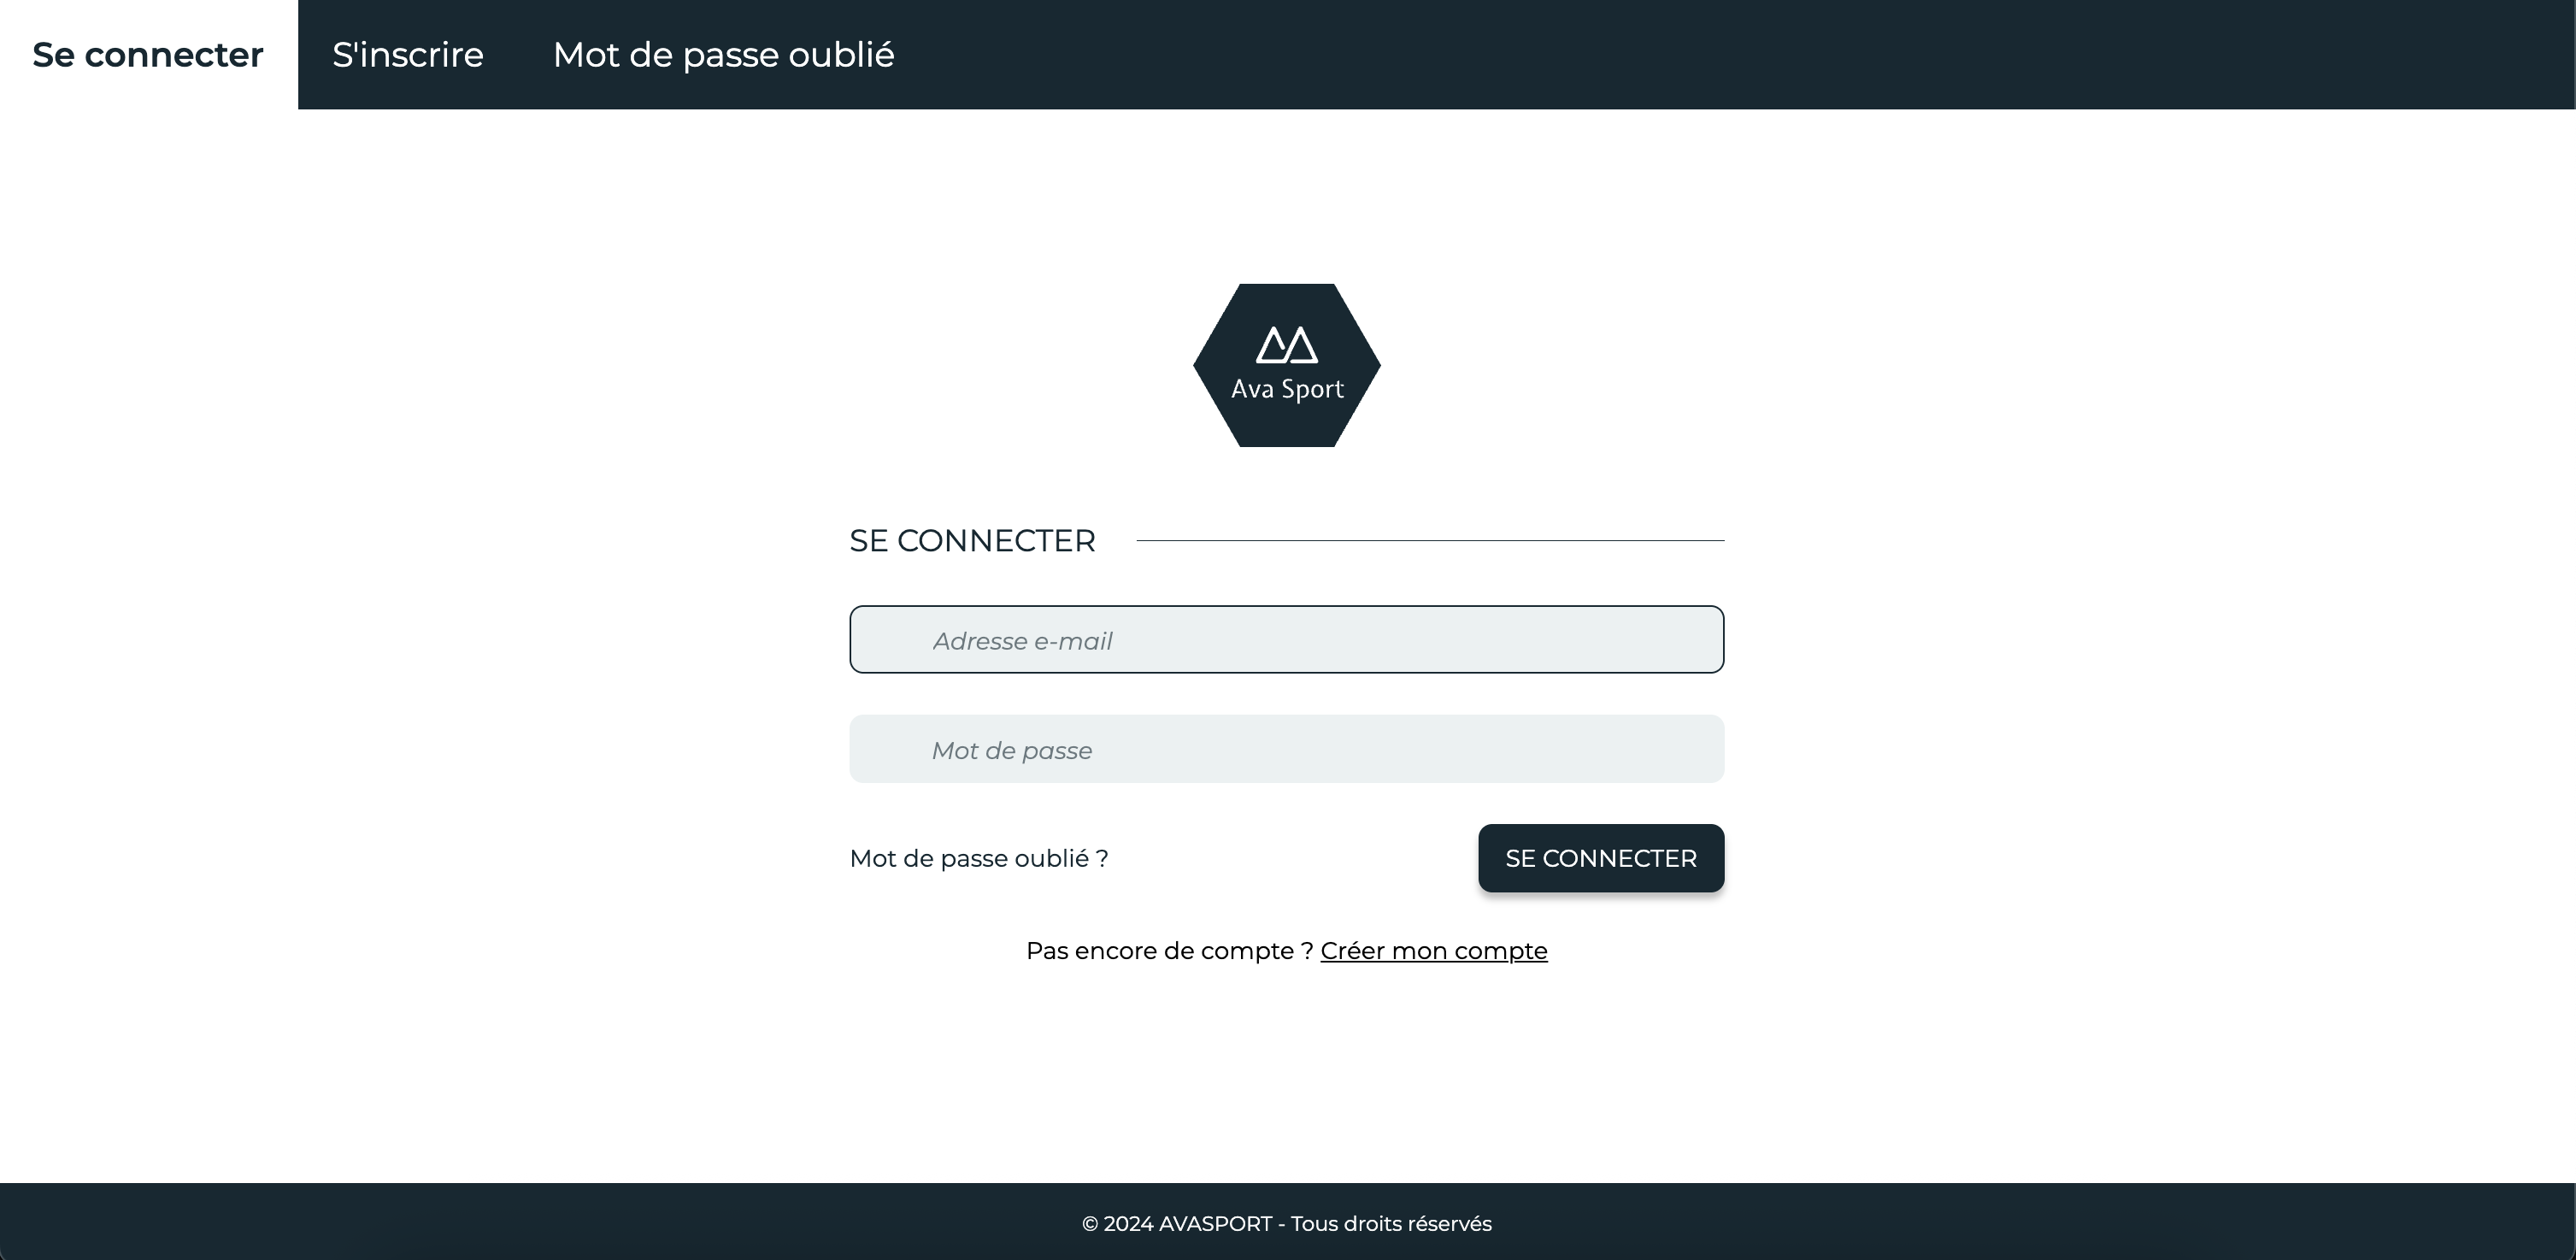 Se connecter S'inscrire Mot de passe oublié
Ava Sport
SE CONNECTER
Adresse e-mail
Mot de passe
Mot de passe oublié ? SE CONNECTER
Pas encore de compte ? Créer mon compte
© 2024 AVASPORT - Tous droits réservés